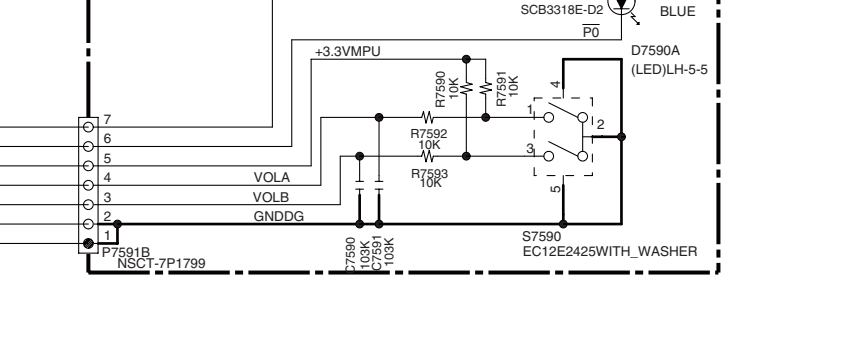 SCB3318E-D2
BLUE
P0
D7590A
(LED)LH-5-5
+3.3VMPU
R7590
10K
R7591
10K
4
1
2
3
5
R7592
10K
R7593
10K
7
6
5
4
3
2
1
VOLA
VOLB
GNDDG
P7591B
NSCT-7P1799
C7590
103K
C7591
103K
S7590
EC12E2425WITH_WASHER